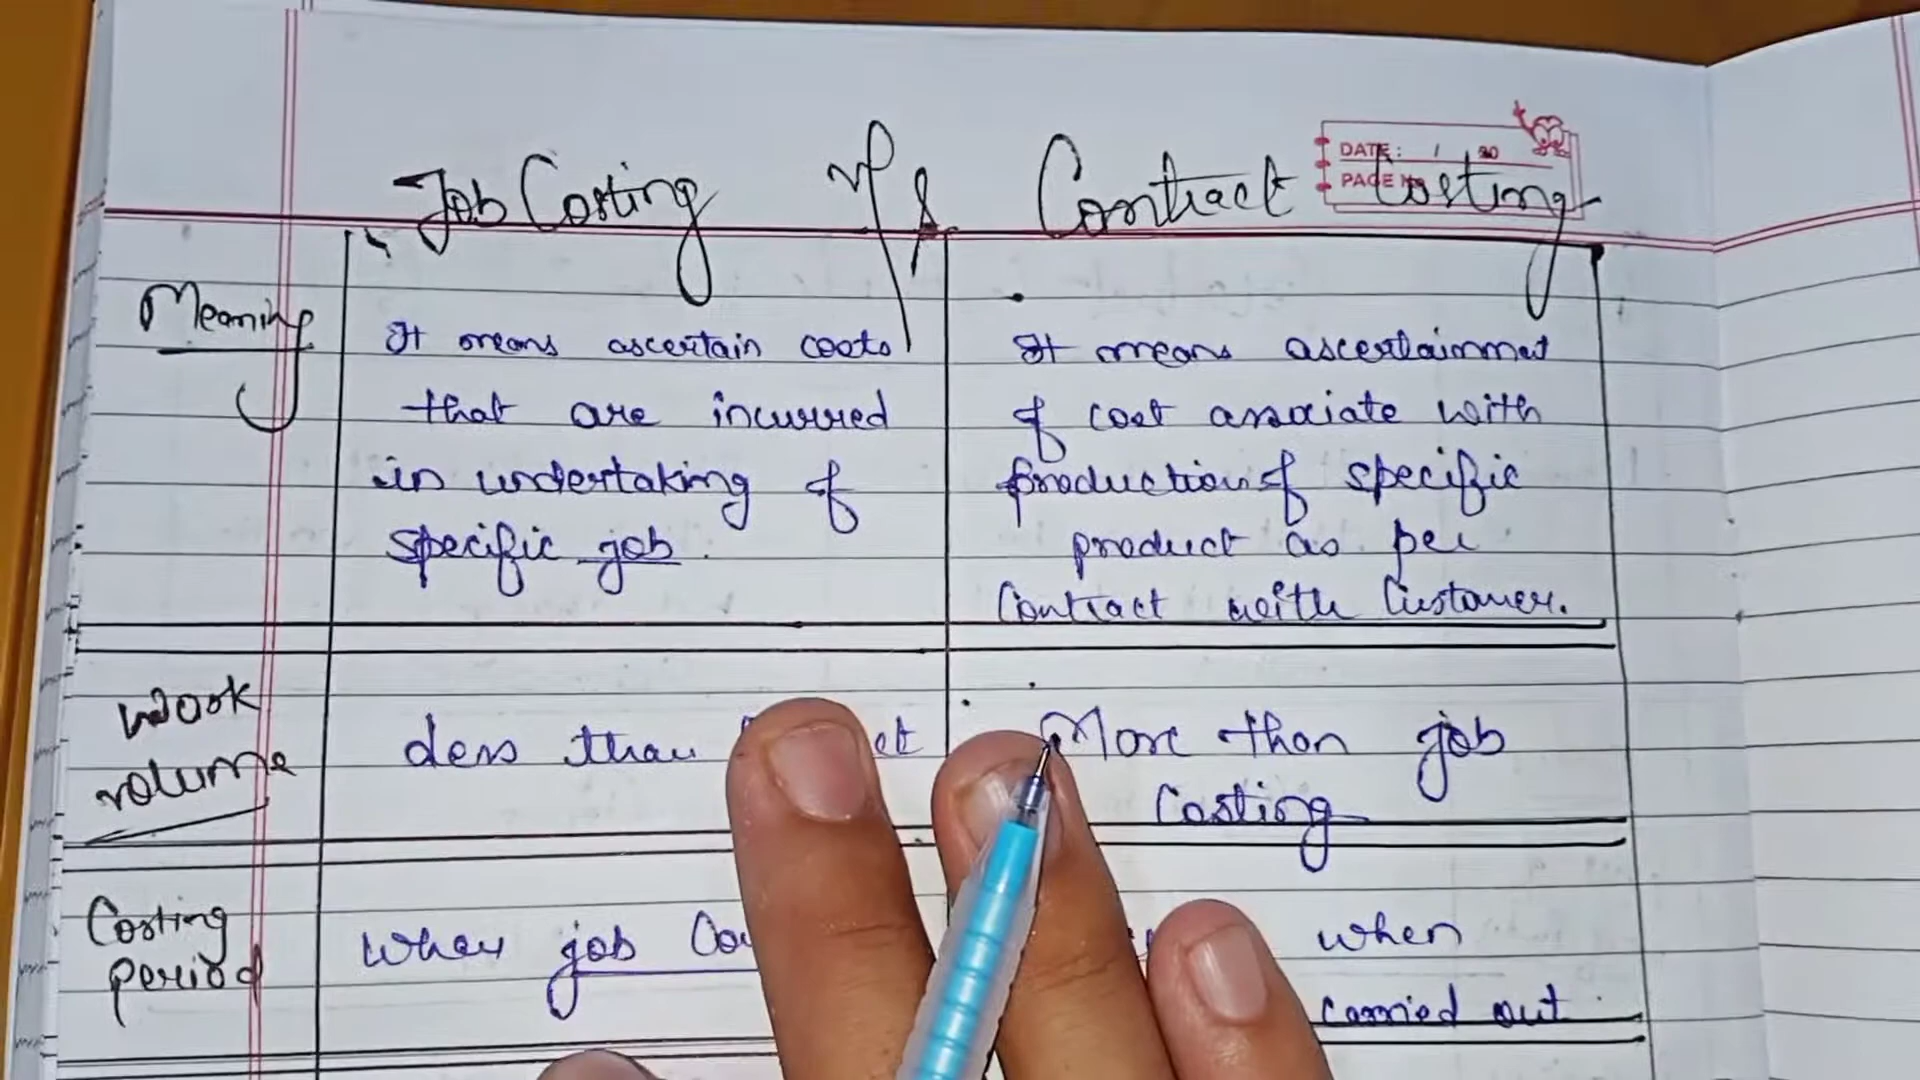 Job Costing v/s Contract Costing
DATE: / 20
PAGE
Meaning
It means ascertain costs
that are incurred
in undertaking of
specific job.
It means ascertainmet
of cost associate with
production of specific
product as per
Contract with Customer.
Work
volume
Less than
More than job
Costing
Costing
period
When job
when
carried out